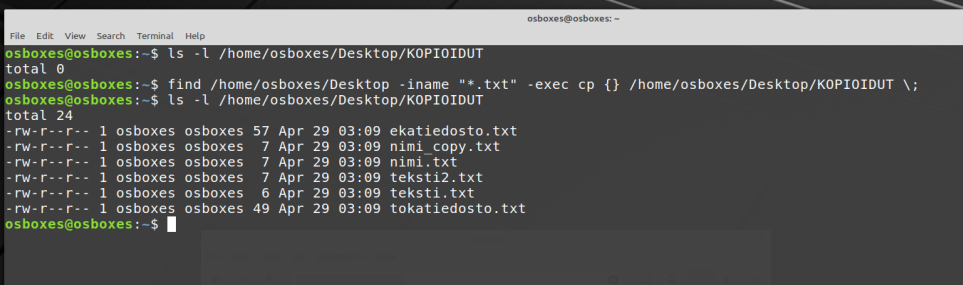 osboxes@osboxes: ~
File Edit View Search Terminal Help
osboxes@osboxes:~$ ls -l /home/osboxes/Desktop/KOPIOIDUT
total 0
osboxes@osboxes:~$ find /home/osboxes/Desktop -iname "*.txt" -exec cp {} /home/osboxes/Desktop/KOPIOIDUT \;
osboxes@osboxes:~$ ls -l /home/osboxes/Desktop/KOPIOIDUT
total 24
-rw-r--r-- 1 osboxes osboxes 57 Apr 29 03:09 ekatiedosto.txt
-rw-r--r-- 1 osboxes osboxes  7 Apr 29 03:09 nimi_copy.txt
-rw-r--r-- 1 osboxes osboxes  7 Apr 29 03:09 nimi.txt
-rw-r--r-- 1 osboxes osboxes  7 Apr 29 03:09 teksti2.txt
-rw-r--r-- 1 osboxes osboxes  6 Apr 29 03:09 teksti.txt
-rw-r--r-- 1 osboxes osboxes 49 Apr 29 03:09 tokatiedosto.txt
osboxes@osboxes:~$